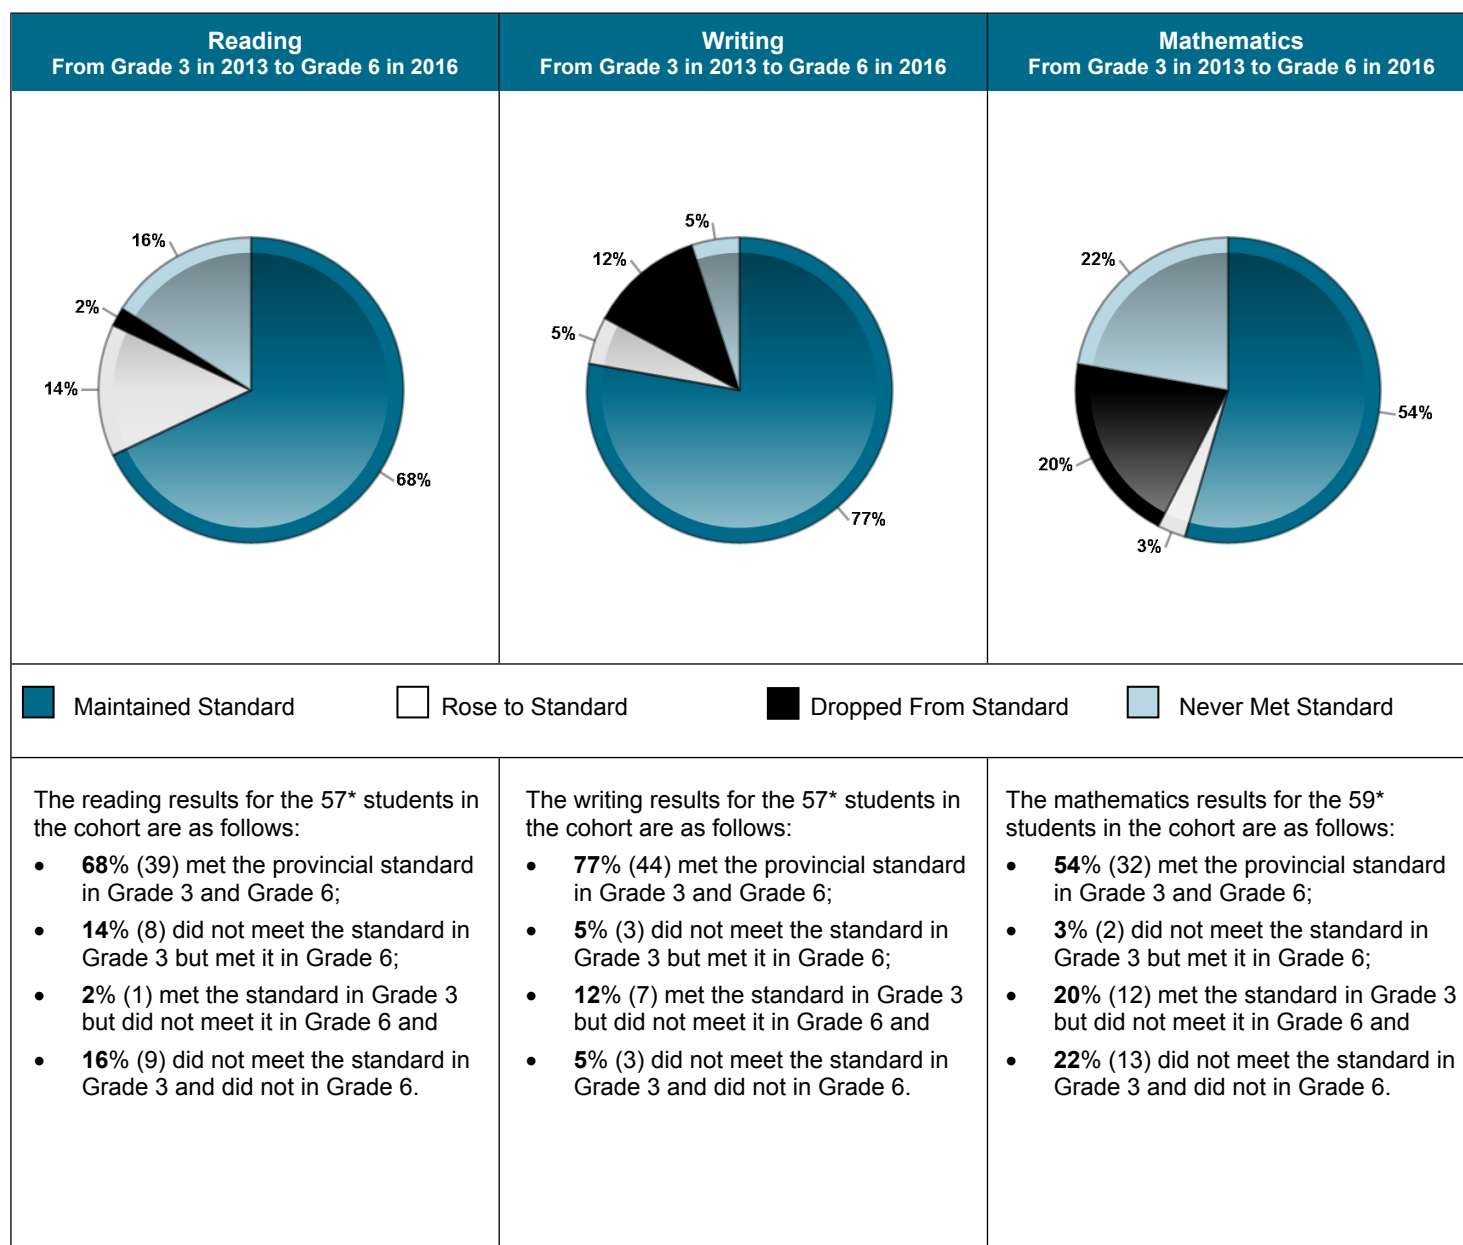 Reading
From Grade 3 in 2013 to Grade 6 in 2016
Writing
From Grade 3 in 2013 to Grade 6 in 2016
Mathematics
From Grade 3 in 2013 to Grade 6 in 2016
16%
2%
14%
68%
5%
12%
5%
77%
22%
54%
20%
3%
Maintained Standard
Rose to Standard
Dropped From Standard
Never Met Standard
The reading results for the 57* students in
the cohort are as follows:
• 68% (39) met the provincial standard
in Grade 3 and Grade 6;
• 14% (8) did not meet the standard in
Grade 3 but met it in Grade 6;
• 2% (1) met the standard in Grade 3
but did not meet it in Grade 6 and
• 16% (9) did not meet the standard in
Grade 3 and did not in Grade 6.
The writing results for the 57* students in
the cohort are as follows:
• 77% (44) met the provincial standard
in Grade 3 and Grade 6;
• 5% (3) did not meet the standard in
Grade 3 but met it in Grade 6;
• 12% (7) met the standard in Grade 3
but did not meet it in Grade 6 and
• 5% (3) did not meet the standard in
Grade 3 and did not in Grade 6.
The mathematics results for the 59*
students in the cohort are as follows:
• 54% (32) met the provincial standard
in Grade 3 and Grade 6;
• 3% (2) did not meet the standard in
Grade 3 but met it in Grade 6;
• 20% (12) met the standard in Grade 3
but did not meet it in Grade 6 and
• 22% (13) did not meet the standard in
Grade 3 and did not in Grade 6.